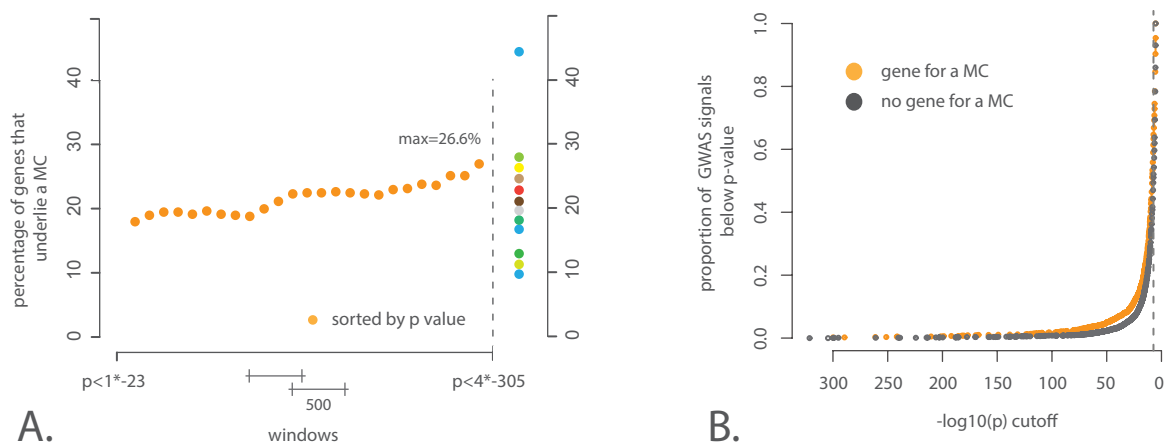 percentage of genes that
underlie a MC
0
10
20
30
40
max=26.6%
sorted by p value
0
10
20
30
40
p<1*-23
p<4*-305
500
windows
A.
proportion of GWAS signals
below p-value
0.0
0.2
0.4
0.6
0.8
1.0
gene for a MC
no gene for a MC
300
250
200
150
100
50
0
-log10(p) cutoff
B.